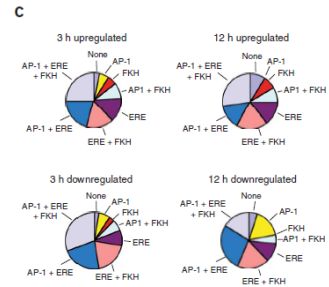 C
3 h upregulated
None
AP-1
FKH
AP1 + FKH
ERE
ERE + FKH
AP-1 + ERE
AP-1 + ERE
+ FKH
12 h upregulated
None
AP-1
FKH
AP1 + FKH
ERE
ERE + FKH
AP-1 + ERE
AP-1 + ERE
+ FKH
3 h downregulated
None
AP-1
FKH
AP1 + FKH
ERE
ERE + FKH
AP-1 + ERE
AP-1 + ERE
+ FKH
12 h downregulated
None
AP-1
FKH
AP1 + FKH
ERE
ERE + FKH
AP-1 + ERE
AP-1 + ERE
+ FKH